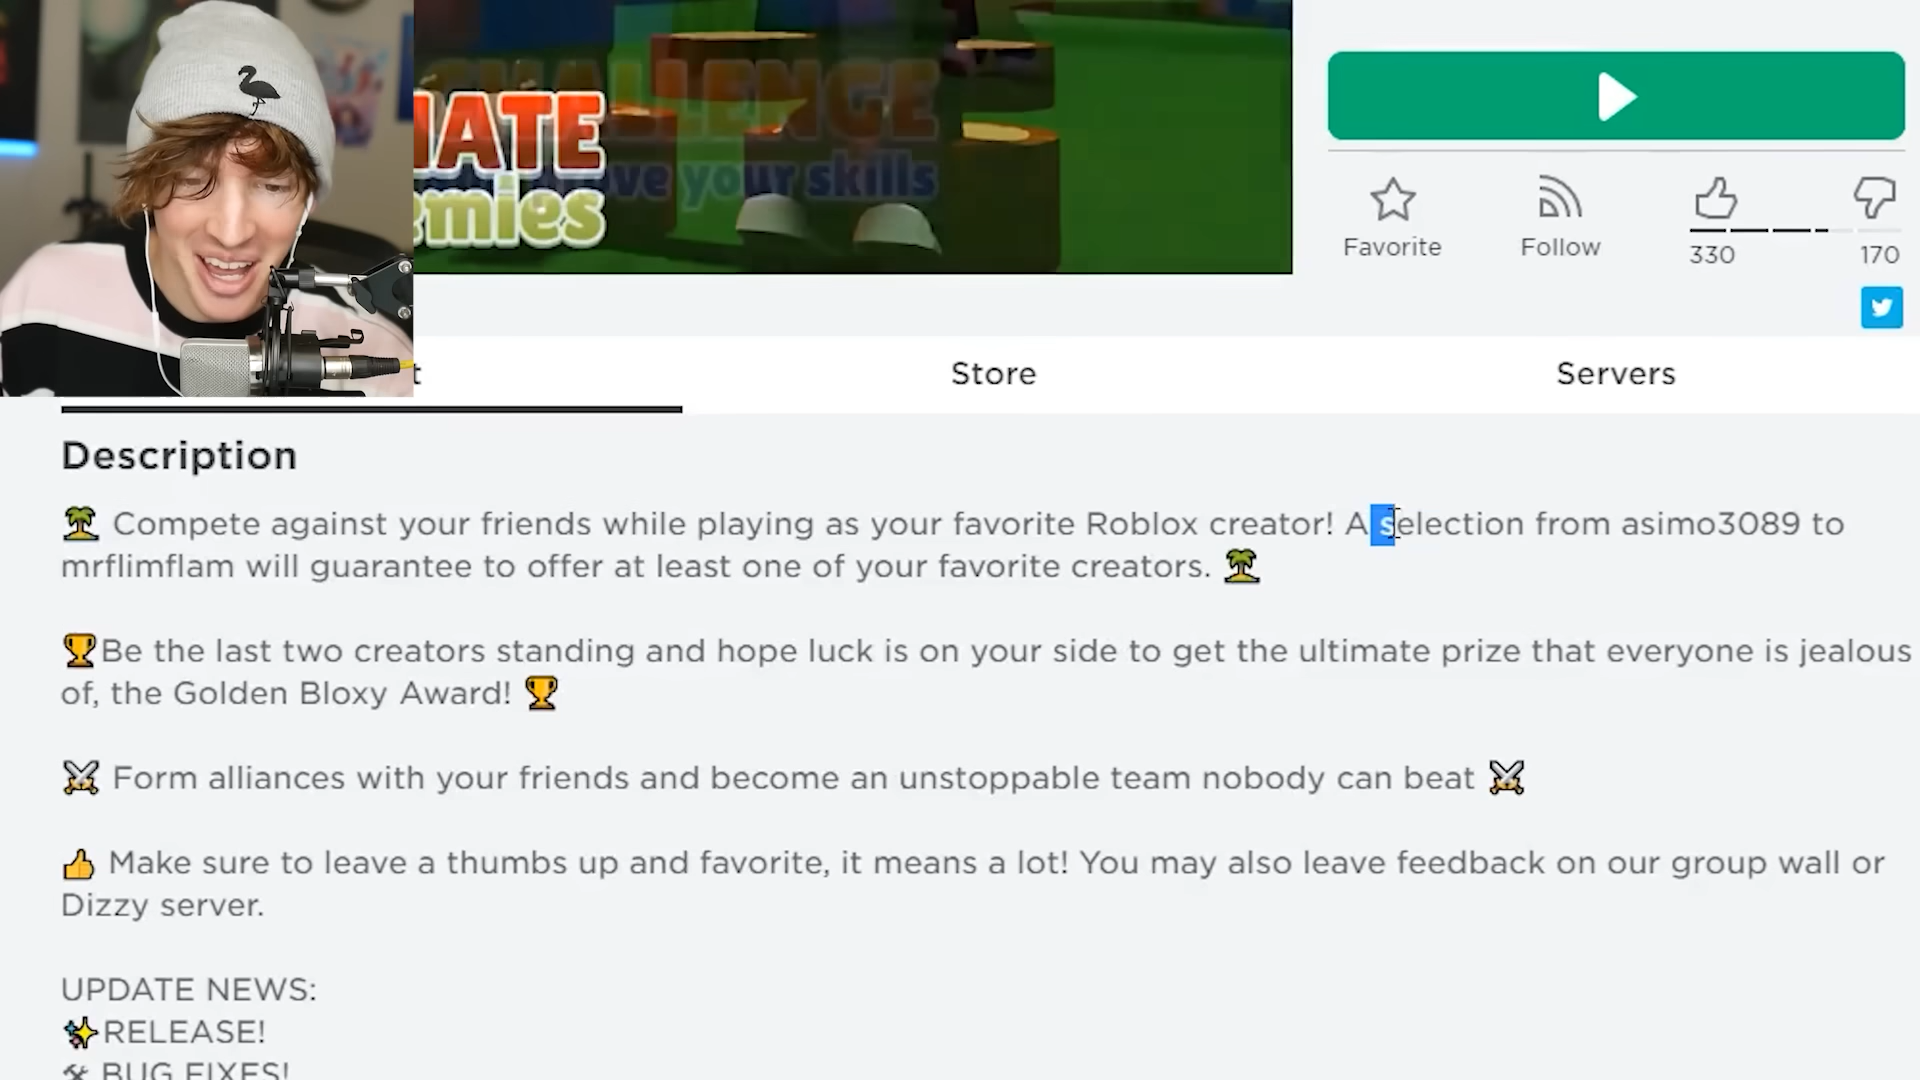 CHALLENGE
IATE
prove your skills
emies
Favorite
Follow
330
170
t
Store
Servers
Description
🏝️ Compete against your friends while playing as your favorite Roblox creator! A selection from asimo3089 to
mrflimflam will guarantee to offer at least one of your favorite creators. 🏝️
🏆Be the last two creators standing and hope luck is on your side to get the ultimate prize that everyone is jealous
of, the Golden Bloxy Award! 🏆
⚔️ Form alliances with your friends and become an unstoppable team nobody can beat ⚔️
👍 Make sure to leave a thumbs up and favorite, it means a lot! You may also leave feedback on our group wall or
Dizzy server.
UPDATE NEWS:
✨RELEASE!
🛠 BUG FIXES!